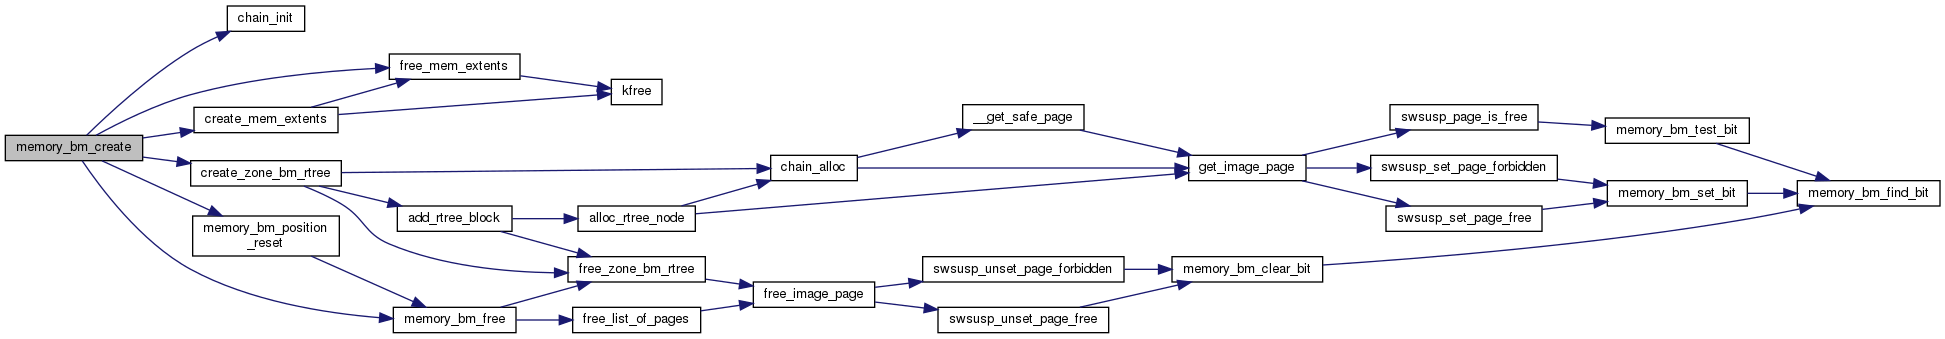 chain_init
free_mem_extents
kfree
create_mem_extents
memory_bm_create
create_zone_bm_rtree
memory_bm_position
_reset
memory_bm_free
add_rtree_block
alloc_rtree_node
free_zone_bm_rtree
free_list_of_pages
chain_alloc
free_image_page
__get_safe_page
swsusp_unset_page_forbidden
swsusp_unset_page_free
get_image_page
memory_bm_clear_bit
swsusp_page_is_free
swsusp_set_page_forbidden
swsusp_set_page_free
memory_bm_test_bit
memory_bm_set_bit
memory_bm_find_bit